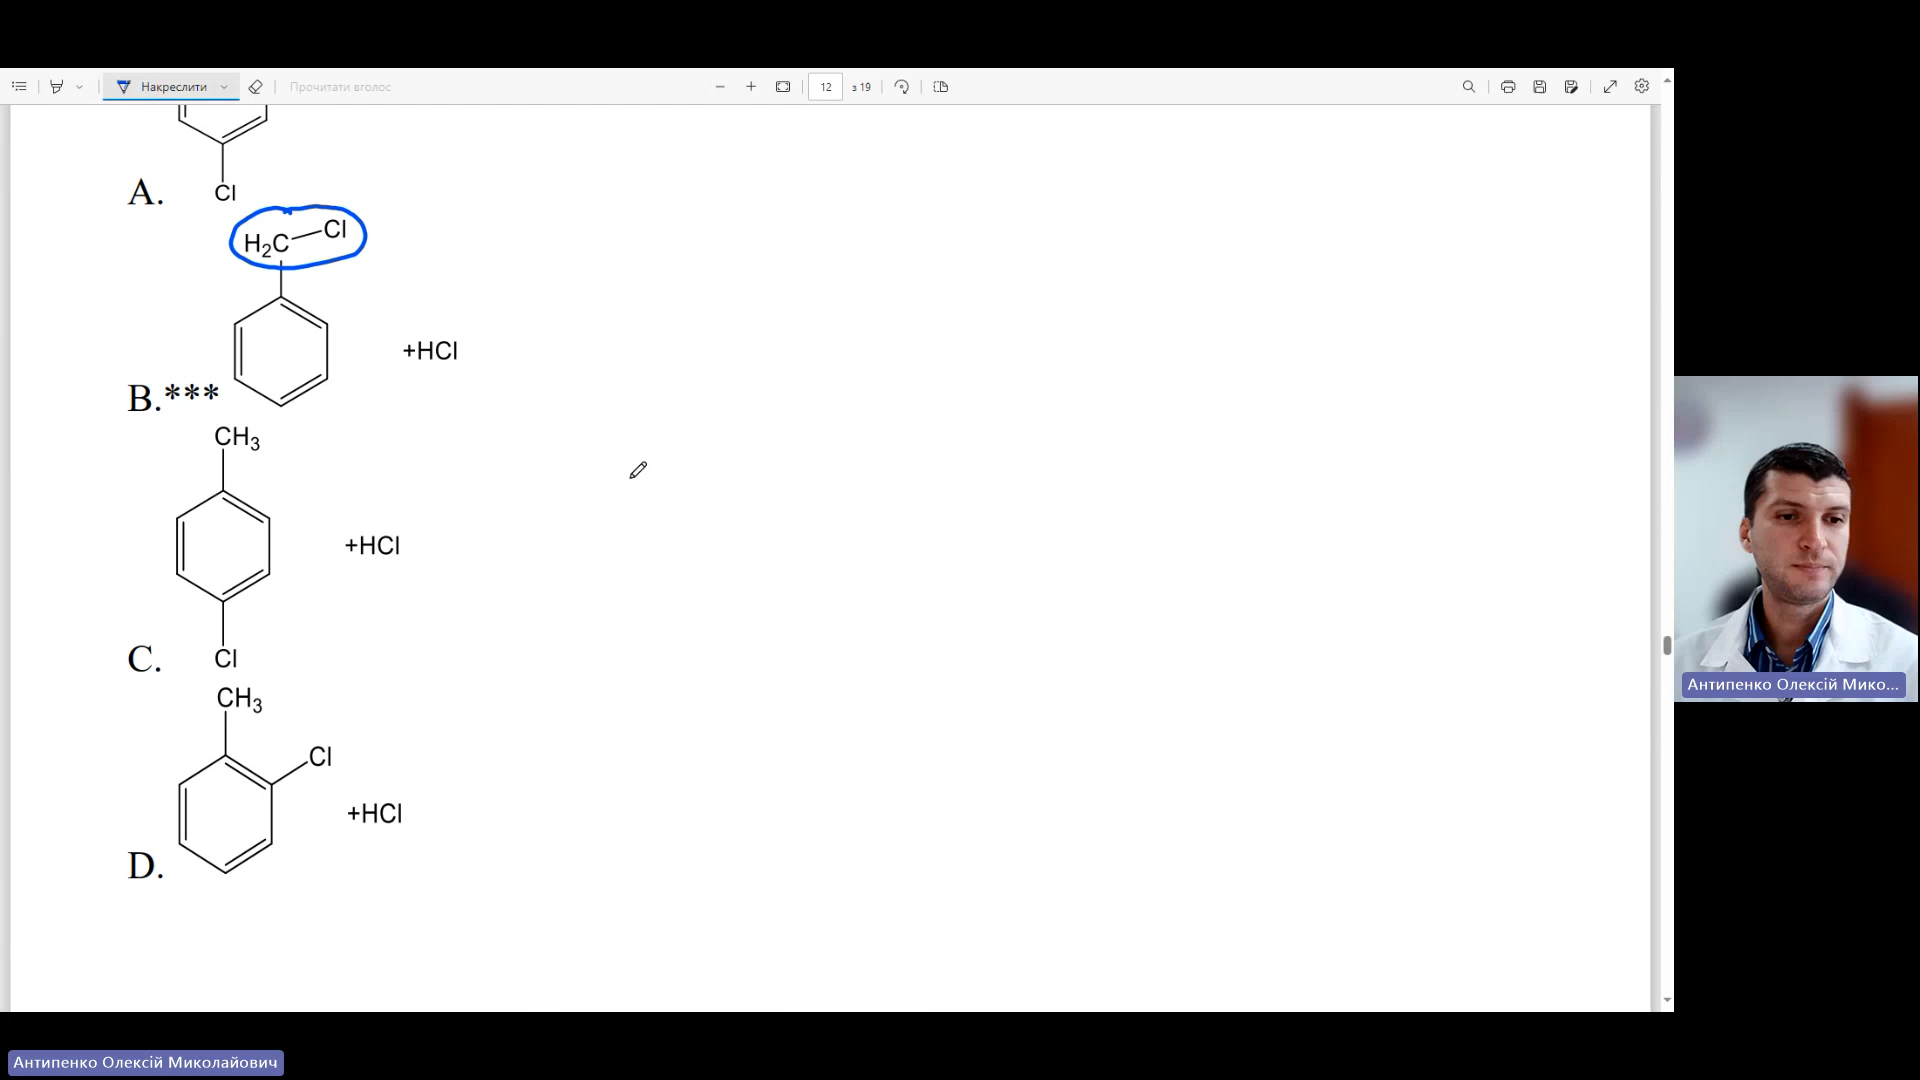 Накреслити
Прочитати вголос
12
з 19
Cl
A.
H₂C
Cl
+HCl
B.***
CH₃
+HCl
C.
Cl
CH₃
Cl
+HCl
D.
Антипенко Олексій Мико...
Антипенко Олексій Миколайович